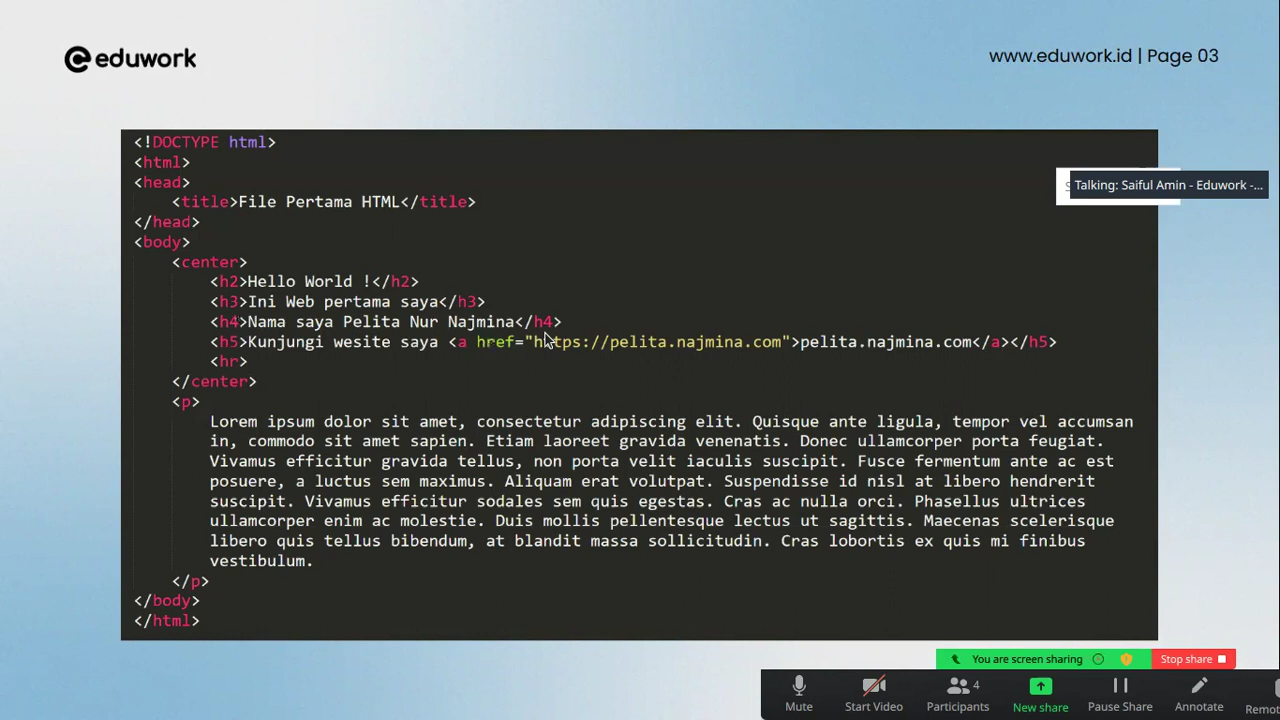 eduwork
www.eduwork.id | Page 03
<!DOCTYPE html>
<html>
<head>
<title>File Pertama HTML</title>
</head>
<body>
<center>
<h2>Hello World !</h2>
<h3>Ini Web pertama saya</h3>
<h4>Nama saya Pelita Nur Najmina</h4>
<h5>Kunjungi wesite saya <a href="https://pelita.najmina.com">pelita.najmina.com</a></h5>
<hr>
</center>
<p>
Lorem ipsum dolor sit amet, consectetur adipiscing elit. Quisque ante ligula, tempor vel accumsan
in, commodo sit amet sapien. Etiam laoreet gravida venenatis. Donec ullamcorper porta feugiat.
Vivamus efficitur gravida tellus, non porta velit iaculis suscipit. Fusce fermentum ante ac est
posuere, a luctus sem maximus. Aliquam erat volutpat. Suspendisse id nisl at libero hendrerit
suscipit. Vivamus efficitur sodales sem quis egestas. Cras ac nulla orci. Phasellus ultrices
ullamcorper enim ac molestie. Duis mollis pellentesque lectus ut sagittis. Maecenas scelerisque
libero quis tellus bibendum, at blandit massa sollicitudin. Cras lobortis ex quis mi finibus
vestibulum.
</p>
</body>
</html>
Talking: Saiful Amin - Eduwork -...
You are screen sharing
Stop share
Mute
Start Video
Participants 4
New share
Pause Share
Annotate